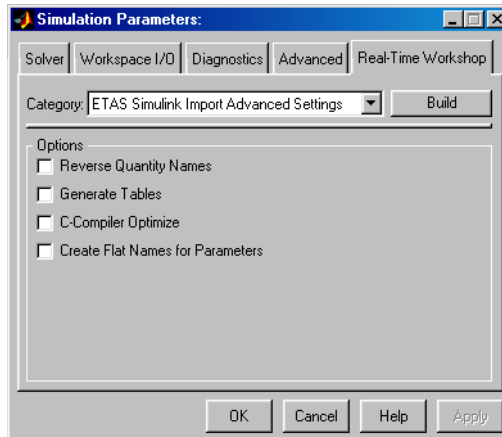 Simulation Parameters:
Solver Workspace I/O Diagnostics Advanced Real-Time Workshop
Category: ETAS Simulink Import Advanced Settings Build
Options
Reverse Quantity Names
Generate Tables
C-Compiler Optimize
Create Flat Names for Parameters
OK Cancel Help Apply